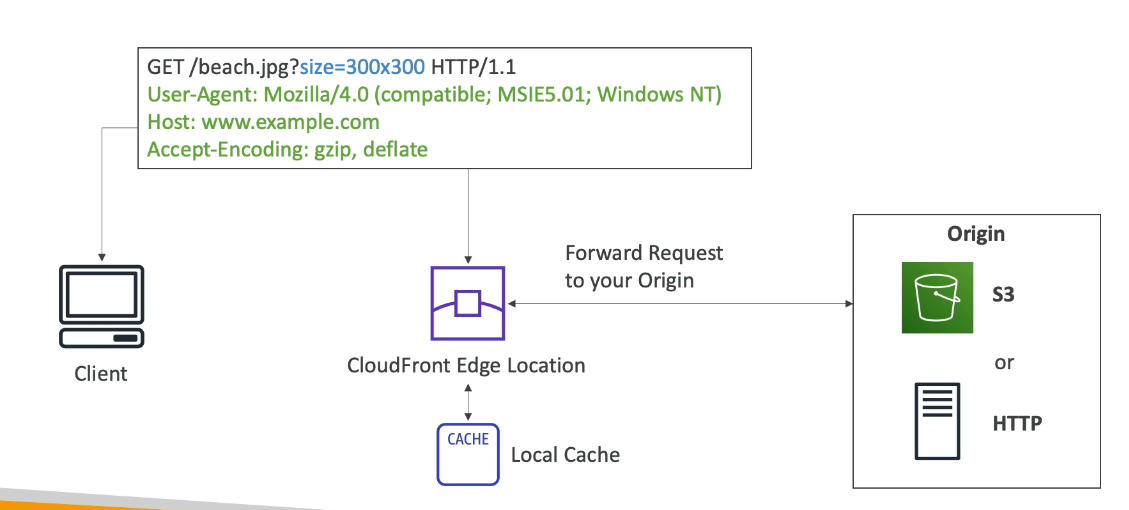 GET /beach.jpg?size=300x300 HTTP/1.1
User-Agent: Mozilla/4.0 (compatible; MSIE5.01; Windows NT)
Host: www.example.com
Accept-Encoding: gzip, deflate
Client
CloudFront Edge Location
CACHE
Local Cache
Forward Request
to your Origin
Origin
S3
or
HTTP